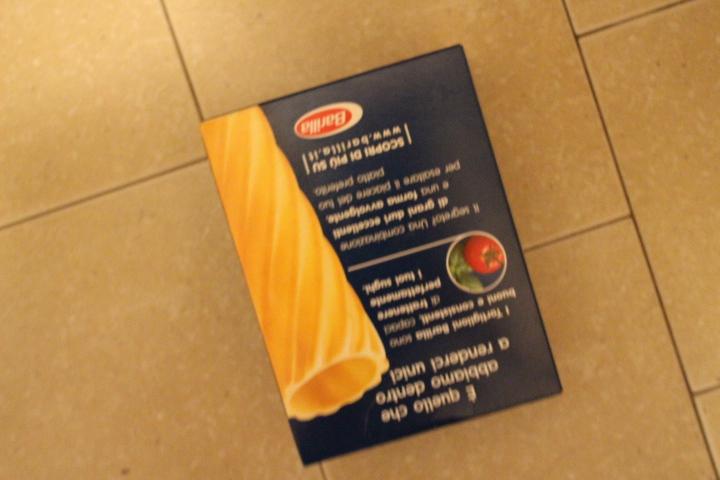 È quello che
abbiamo dentro
a renderci unici
I Tortiglioni Barilla sono
buoni e consistenti, capaci
di trattenere
perfettamente
i tuoi sughi.
Il segreto? Una combinazione
di grani duri eccellenti
e una forma avvolgente,
per esaltare il piacere del tuo
piatto preferito.
SCOPRI DI PIÙ SU
www.barilla.it
Barilla